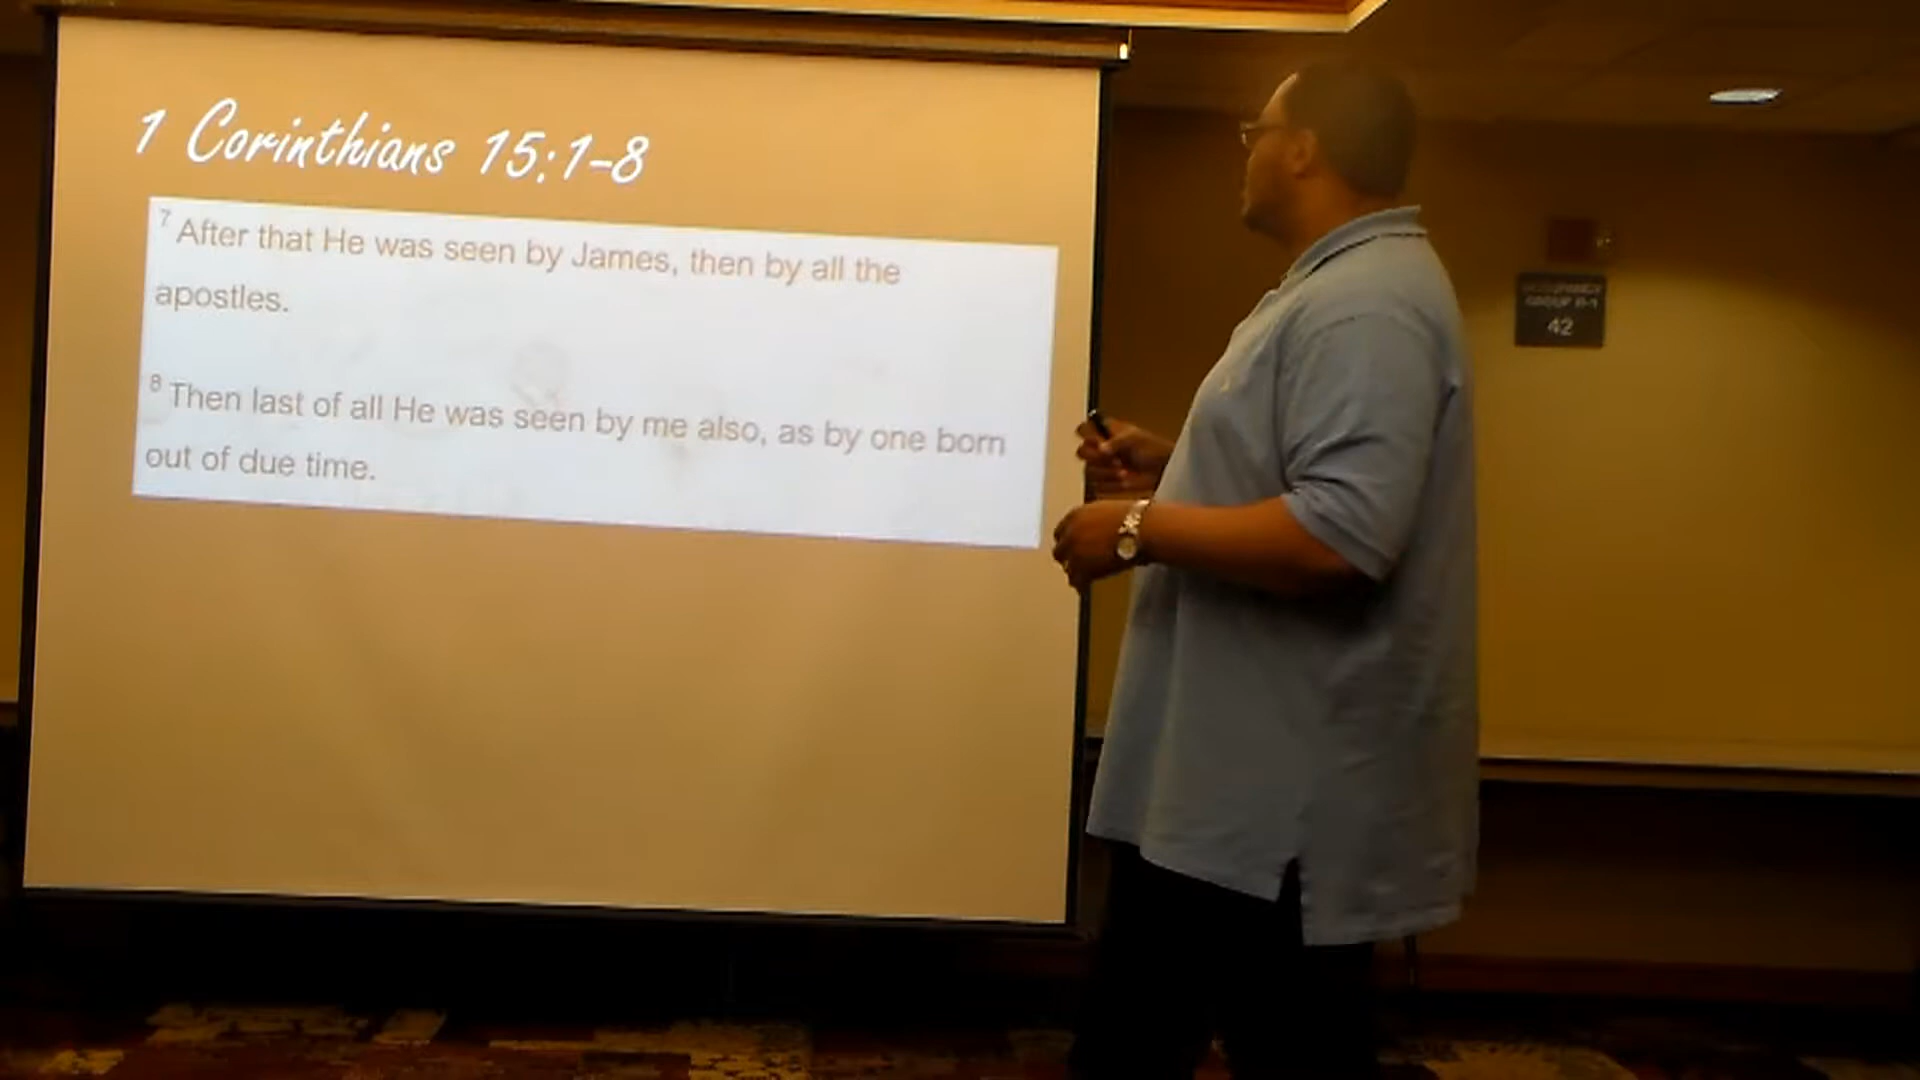 1 Corinthians 15:1-8
7 After that He was seen by James, then by all the
apostles.
8 Then last of all He was seen by me also, as by one born
out of due time.
42